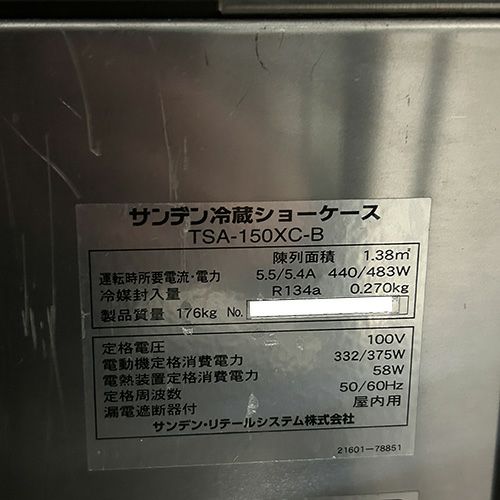 サンデン冷蔵ショーケース
TSA-150XC-B
陳列面積 1.38㎡
運転時所要電流・電力 5.5/5.4A 440/483W
冷媒封入量 R134a 0.270kg
製品質量 176kg No.
定格電圧 100V
電動機定格消費電力 332/375W
電熱装置定格消費電力 58W
定格周波数 50/60Hz
漏電遮断器付 屋内用
サンデン・リテールシステム株式会社
21601-78851